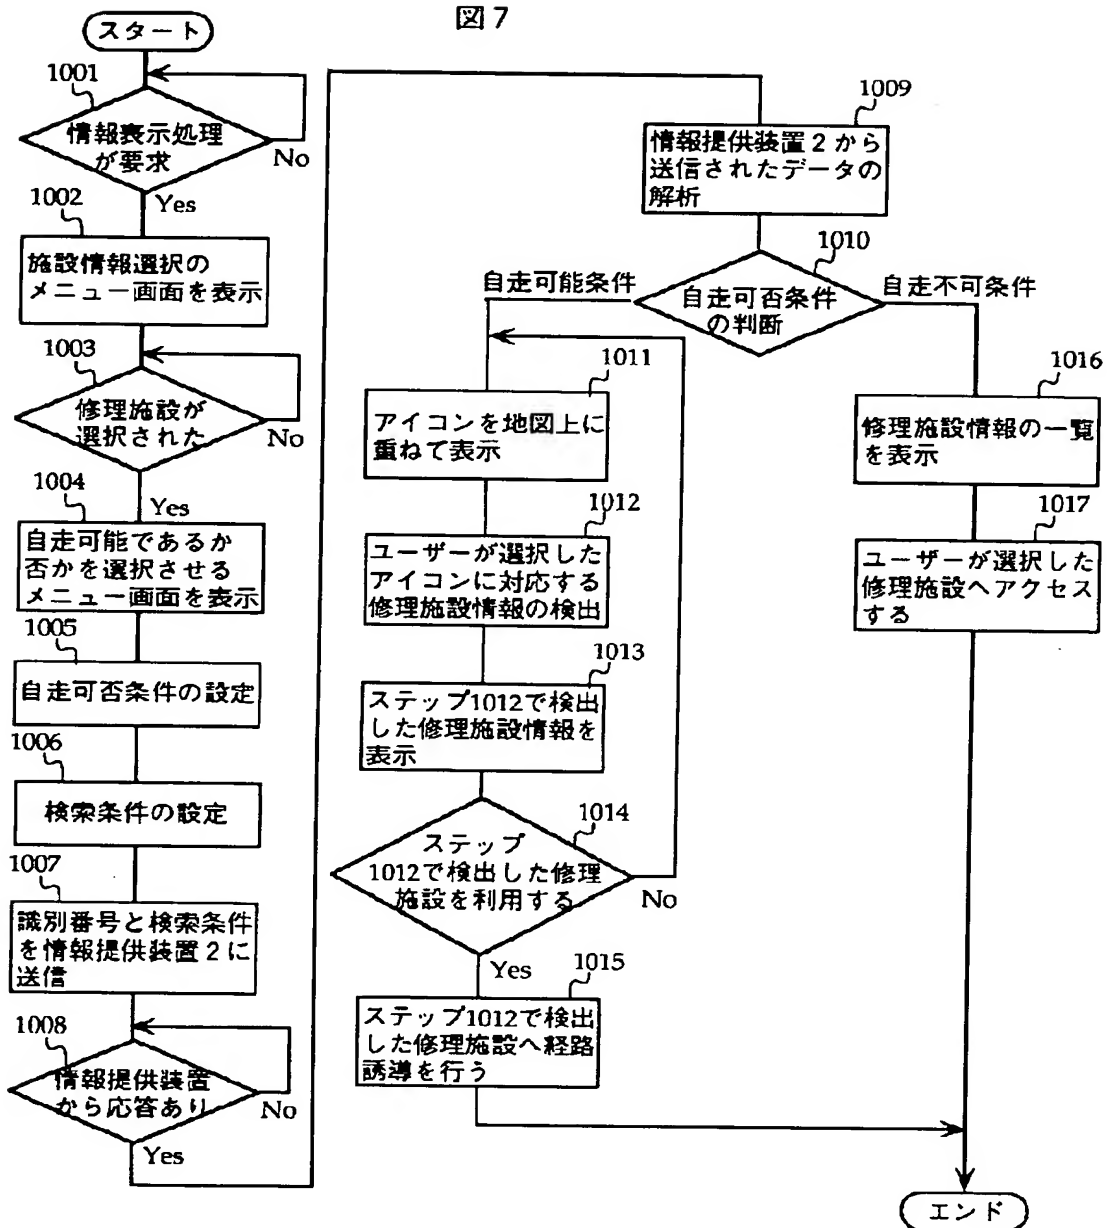 図7
スタート
1001
情報表示処理
が要求
No
Yes
1002
施設情報選択の
メニュー画面を表示
1003
修理施設が
選択された
No
Yes
1004
自走可能であるか
否かを選択させる
メニュー画面を表示
1005
自走可否条件の設定
1006
検索条件の設定
1007
識別番号と検索条件
を情報提供装置2に
送信
1008
情報提供装置
から応答あり
No
Yes
1009
情報提供装置2から
送信されたデータの
解析
1010
自走可否条件
の判断
自走可能条件
自走不可条件
1011
アイコンを地図上に
重ねて表示
1012
ユーザーが選択した
アイコンに対応する
修理施設情報の検出
1013
ステップ1012で検出
した修理施設情報を
表示
1014
ステップ
1012で検出した修理
施設を利用する
No
Yes
1015
ステップ1012で検出
した修理施設へ経路
誘導を行う
1016
修理施設情報の一覧
を表示
1017
ユーザーが選択した
修理施設へアクセス
する
エンド